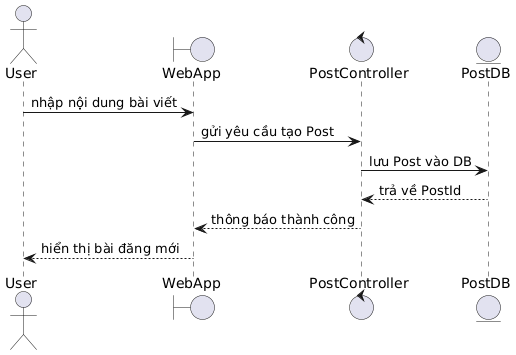 User WebApp PostController PostDB
nhập nội dung bài viết
gửi yêu cầu tạo Post
lưu Post vào DB
trả về PostId
thông báo thành công
hiển thị bài đăng mới
User WebApp PostController PostDB